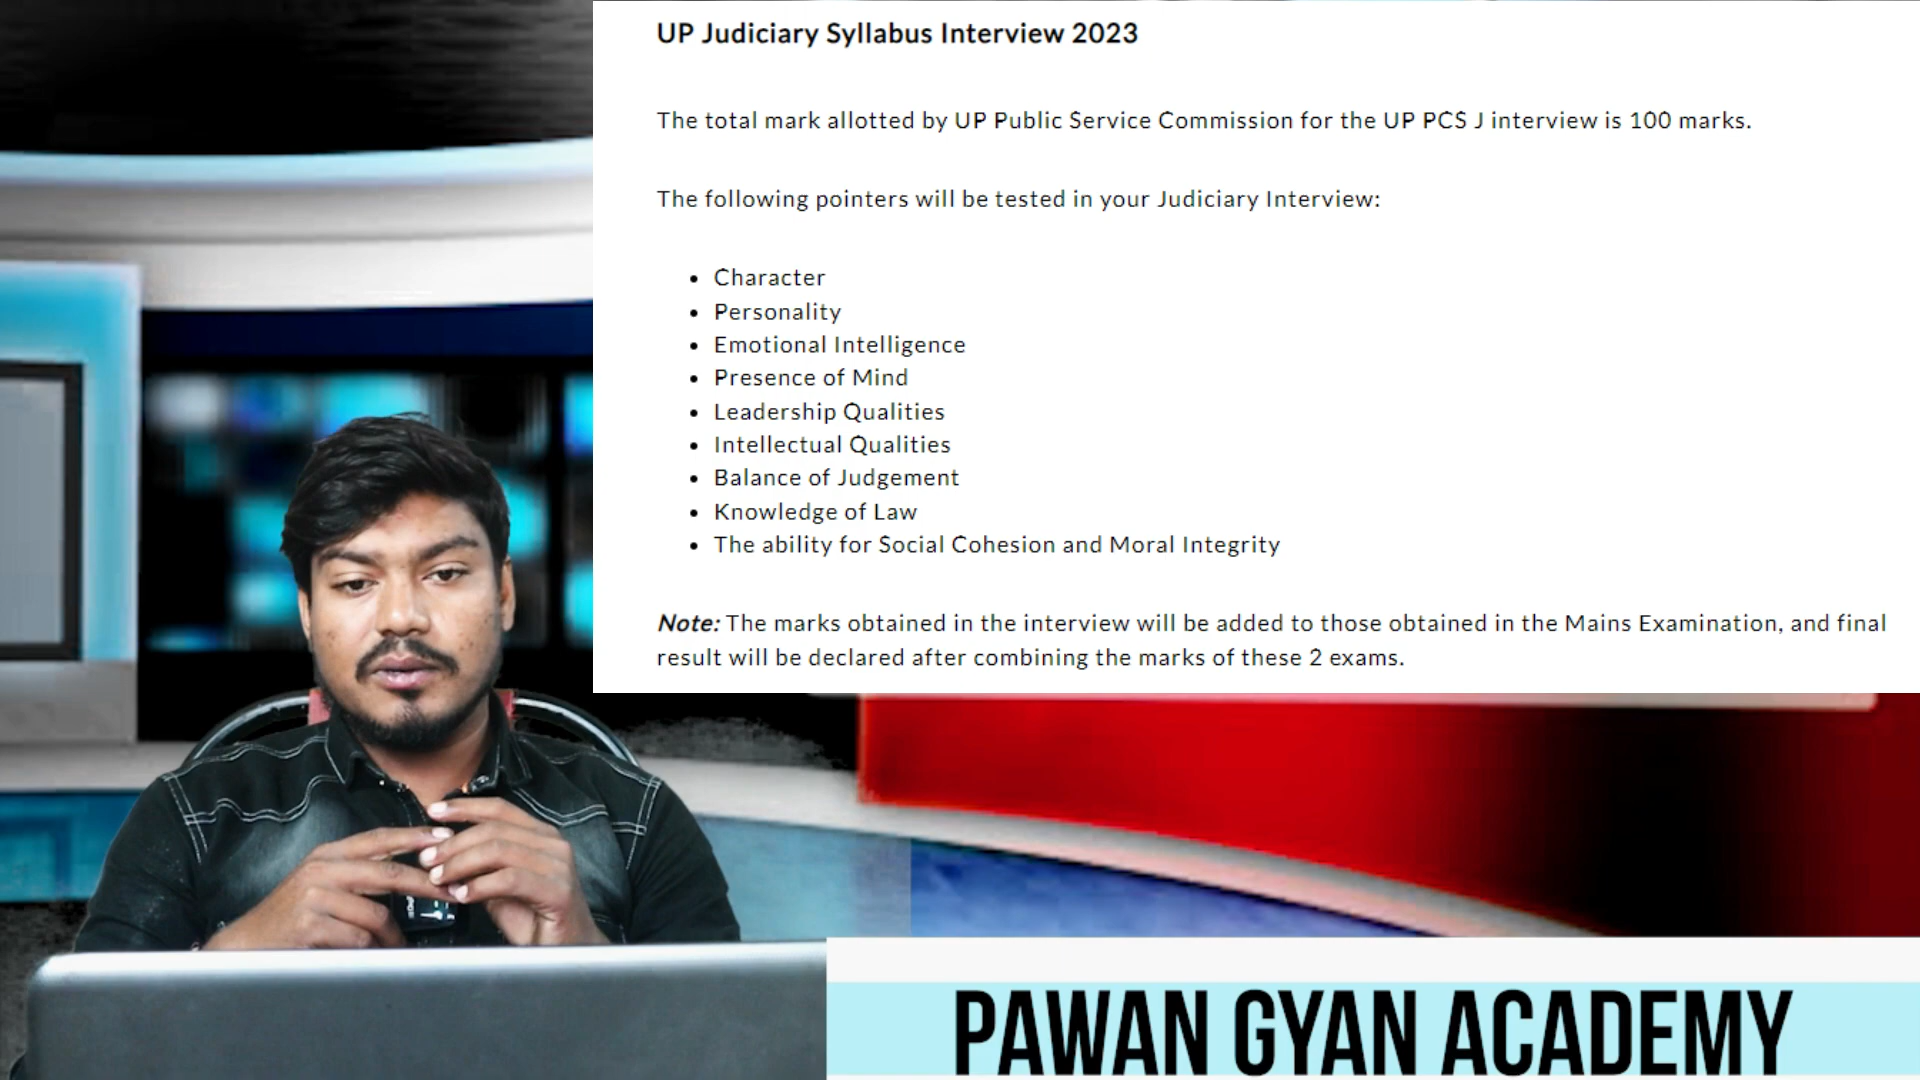 UP Judiciary Syllabus Interview 2023
The total mark allotted by UP Public Service Commission for the UP PCS J interview is 100 marks.
The following pointers will be tested in your Judiciary Interview:
• Character
• Personality
• Emotional Intelligence
• Presence of Mind
• Leadership Qualities
• Intellectual Qualities
• Balance of Judgement
• Knowledge of Law
• The ability for Social Cohesion and Moral Integrity
Note: The marks obtained in the interview will be added to those obtained in the Mains Examination, and final
result will be declared after combining the marks of these 2 exams.
PAWAN GYAN ACADEMY